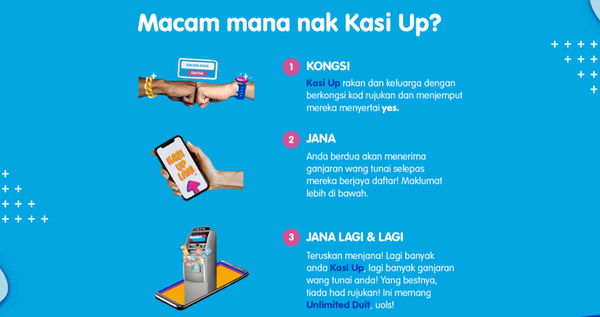 Macam mana nak Kasi Up?
1 KONGSI
Kasi Up rakan dan keluarga dengan
berkongsi kod rujukan dan menjemput
mereka menyertai yes.
2 JANA
KASI
UP
LAH!
Anda berdua akan menerima
ganjaran wang tunai selepas
mereka berjaya daftar! Maklumat
lebih di bawah.
3 JANA LAGI & LAGI
Teruskan menjana! Lagi banyak
anda Kasi Up, lagi banyak ganjaran
wang tunai anda! Yang bestnya,
tiada had rujukan! Ini memang
Unlimited Duit, uols!